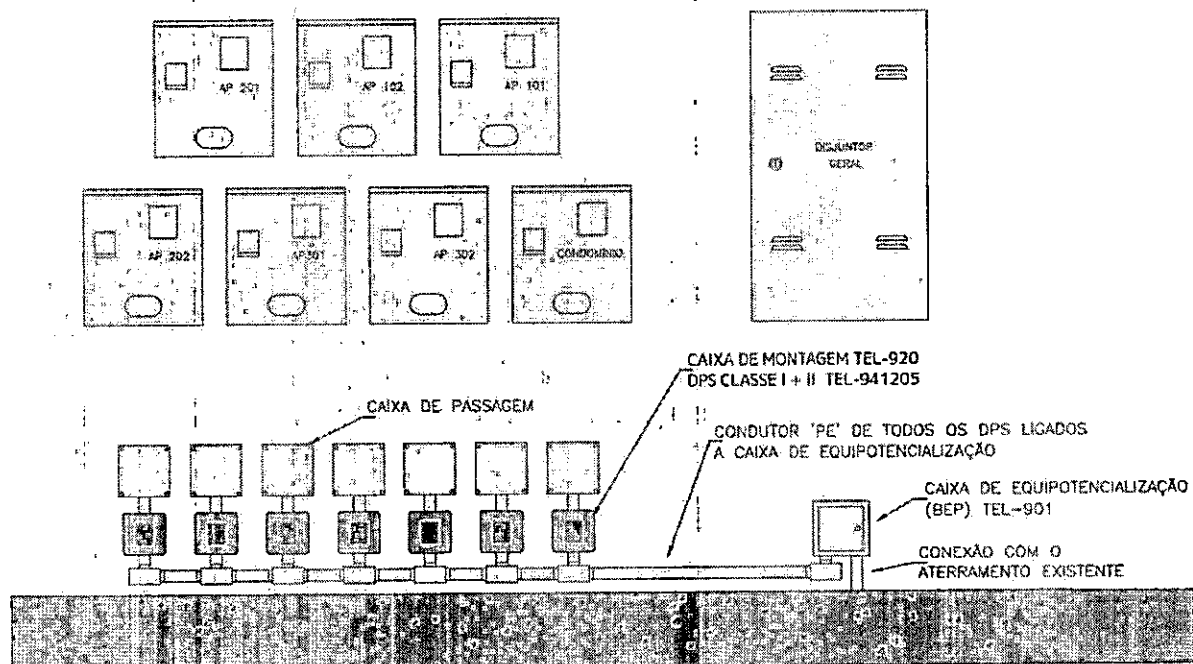 AP 201
AP 102
AP 101
DISJUNTOR
GERAL
AP 202
AP301
AP 302
CONDOMÍNIO
CAIXA DE MONTAGEM TEL-920
DPS CLASSE I + II TEL-941205
CAIXA DE PASSAGEM
CONDUTOR 'PE' DE TODOS OS DPS LIGADOS
A CAIXA DE EQUIPOTENCIALIZAÇÃO
CAIXA DE EQUIPOTENCIALIZAÇÃO
(BEP) TEL-901
CONEXÃO COM O
ATERRAMENTO EXISTENTE